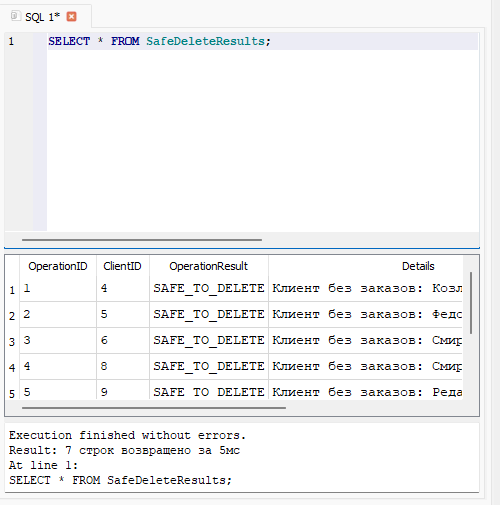 SQL 1*
1 SELECT * FROM SafeDeleteResults;
OperationID ClientID OperationResult Details
1 1 4 SAFE_TO_DELETE Клиент без заказов: Козл
2 2 5 SAFE_TO_DELETE Клиент без заказов: Федо
3 3 6 SAFE_TO_DELETE Клиент без заказов: Смир
4 4 8 SAFE_TO_DELETE Клиент без заказов: Смир
5 5 9 SAFE_TO_DELETE Клиент без заказов: Реда
Execution finished without errors.
Result: 7 строк возвращено за 5мс
At line 1:
SELECT * FROM SafeDeleteResults;